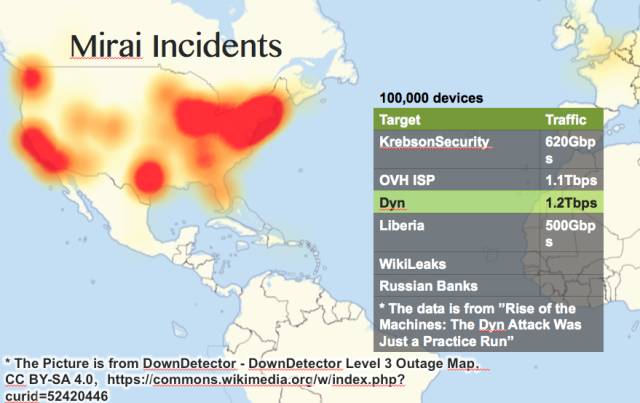 Mirai Incidents
100,000 devices
Target Traffic
KrebsonSecurity 620Gbp
s
OVH ISP 1.1Tbps
Dyn 1.2Tbps
Liberia 500Gbp
s
WikiLeaks
Russian Banks
* The data is from ”Rise of the
Machines: The Dyn Attack Was
Just a Practice Run”
* The Picture is from DownDetector - DownDetector Level 3 Outage Map,
CC BY-SA 4.0, https://commons.wikimedia.org/w/index.php?
curid=52420446